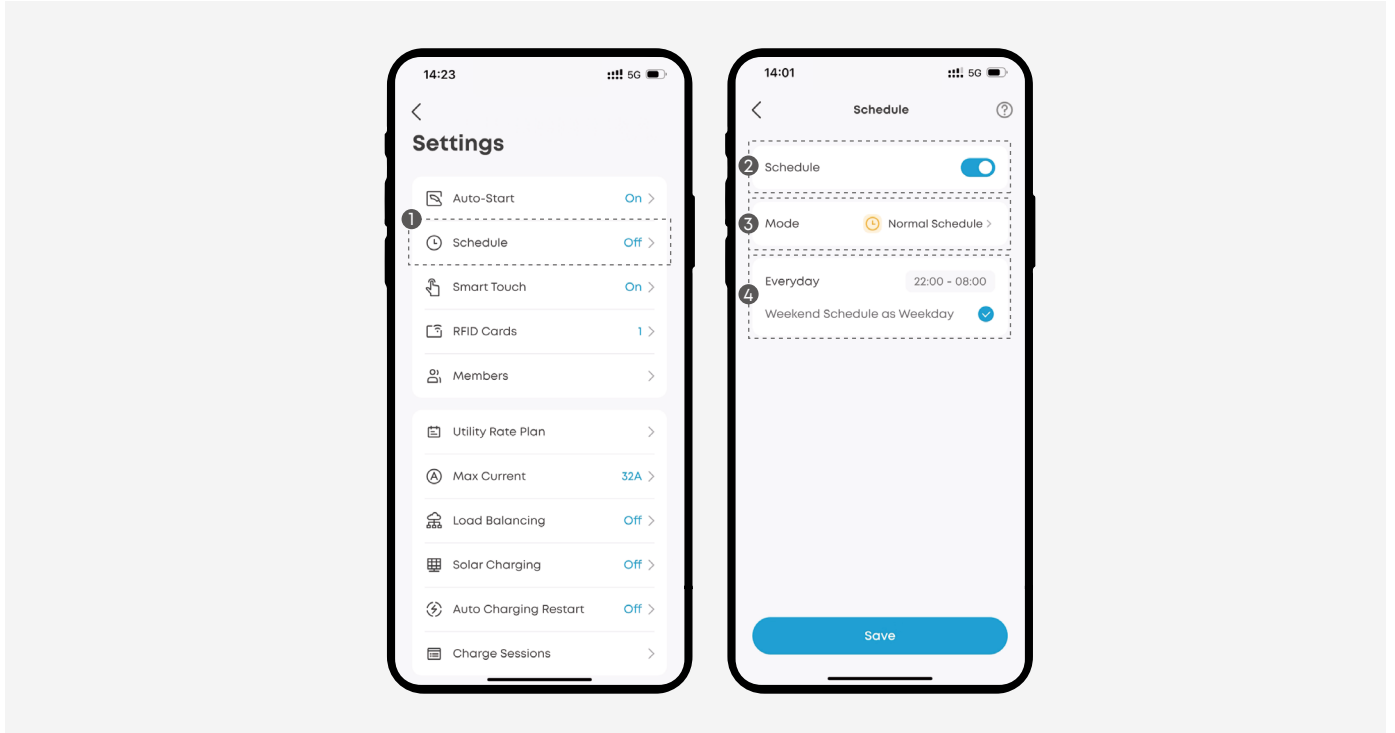 14:23 5G
Settings
Auto-Start On
1
Schedule Off
Smart Touch On
RFID Cards 1
Members
Utility Rate Plan
Max Current 32A
Load Balancing Off
Solar Charging Off
Auto Charging Restart Off
Charge Sessions
14:01 5G
Schedule ?
2 Schedule
3 Mode Normal Schedule
Everyday 22:00 - 08:00
4
Weekend Schedule as Weekday
Save